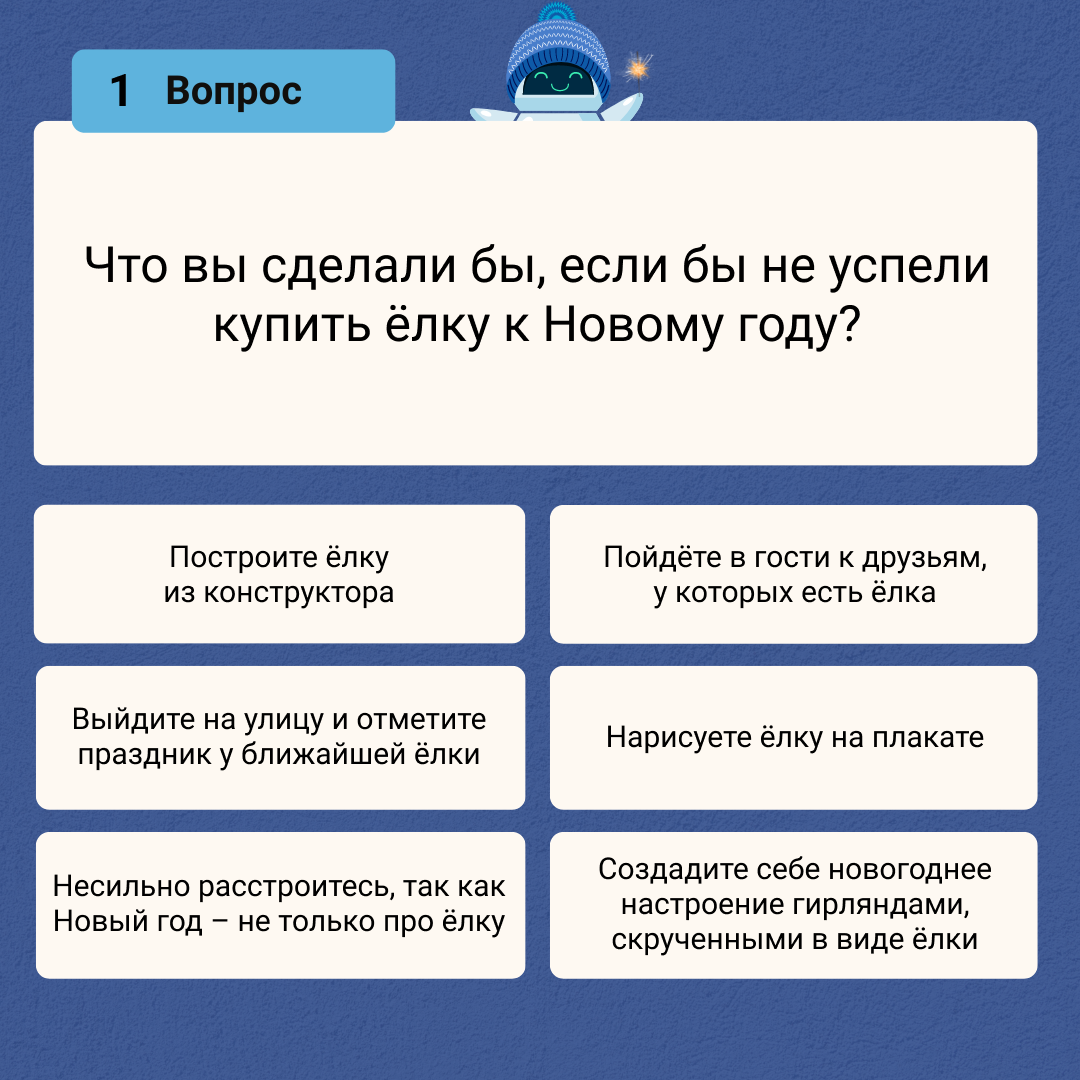 1 Вопрос
Что вы сделали бы, если бы не успели
купить ёлку к Новому году?
Построите ёлку
из конструктора
Пойдёте в гости к друзьям,
у которых есть ёлка
Выйдите на улицу и отметите
праздник у ближайшей ёлки
Нарисуете ёлку на плакате
Несильно расстроитесь, так как
Новый год – не только про ёлку
Создадите себе новогоднее
настроение гирляндами,
скрученными в виде ёлки